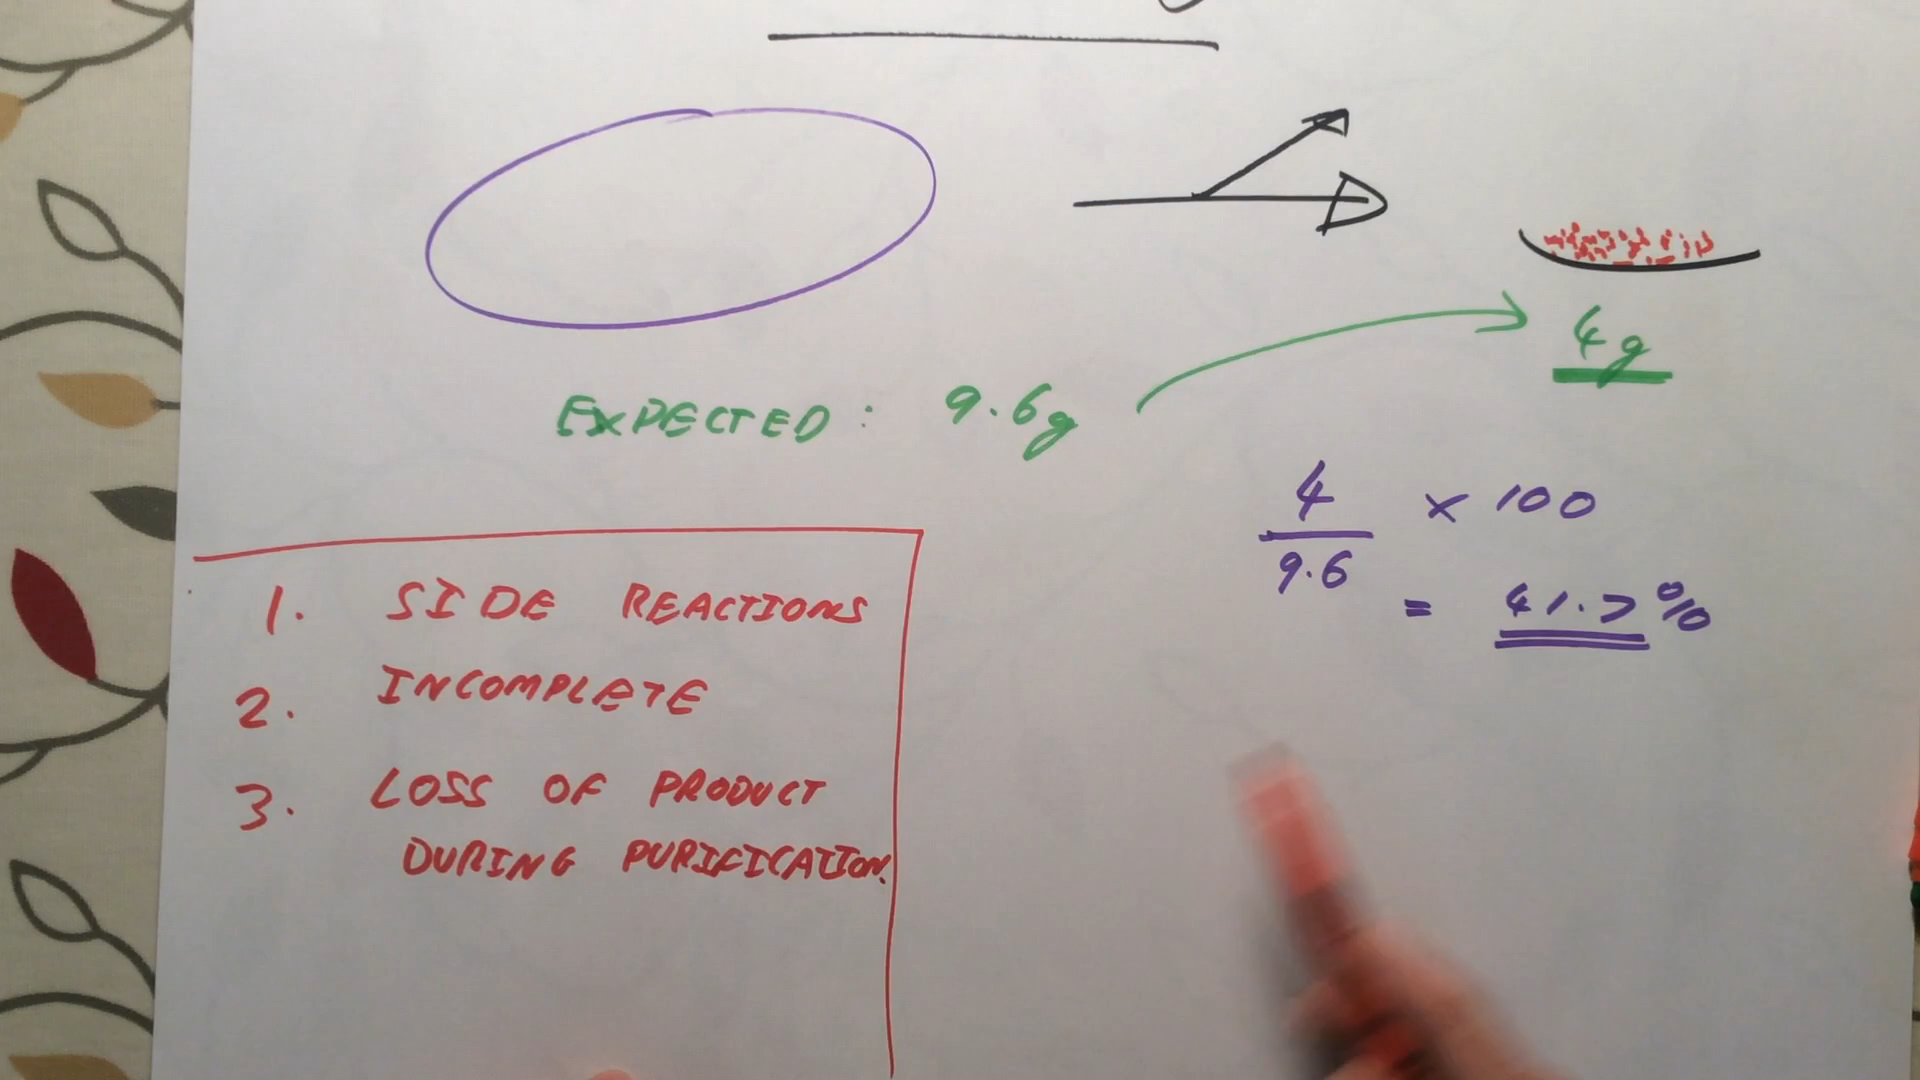 4g
EXPECTED: 9.6g
4
9.6
× 100
= 41.7%
1. SIDE REACTIONS
2. INCOMPLETE
3. LOSS OF PRODUCT
DURING PURIFICATION.